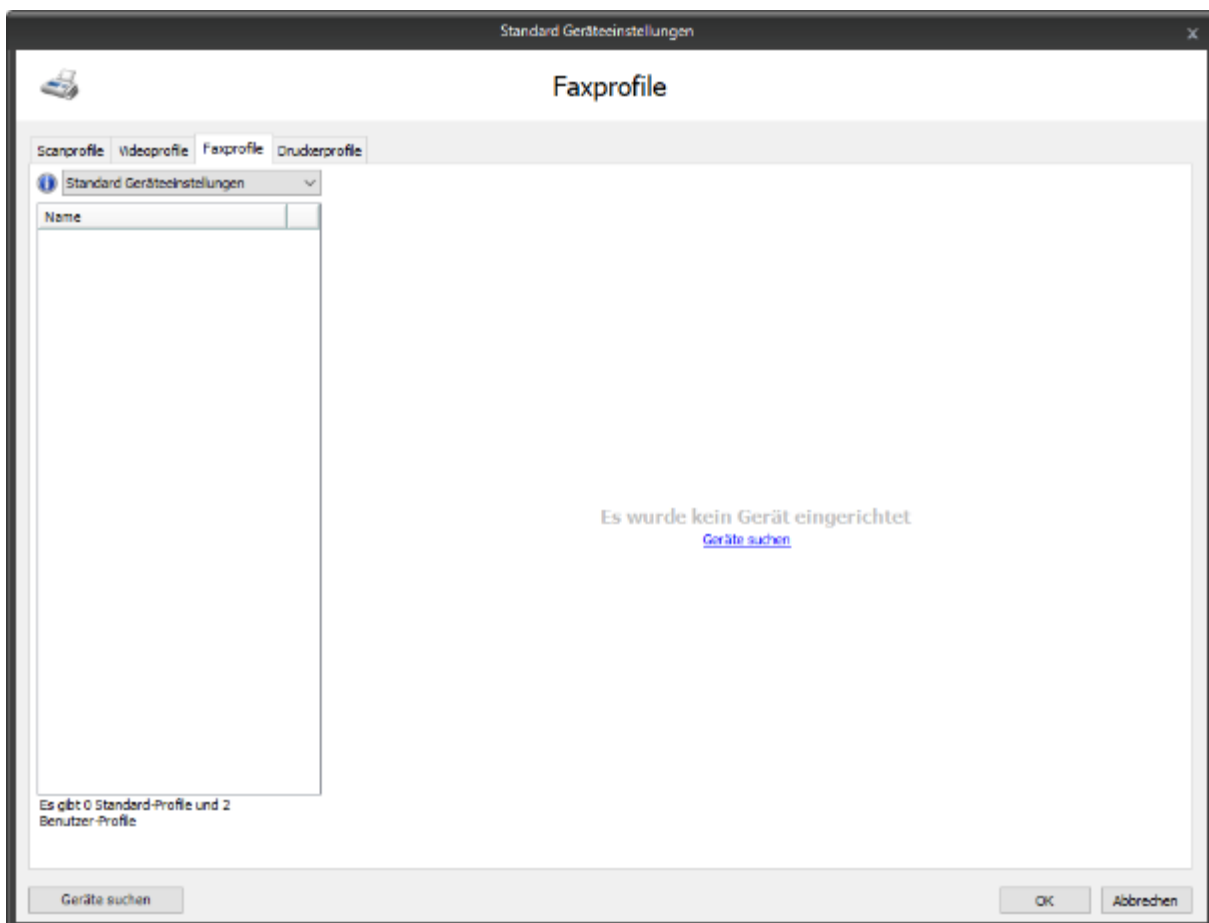 Standard Geräteeinstellungen
Faxprofile
Scanprofile Videoprofile Faxprofile Druckerprofile
Standard Geräteeinstellungen
Name
Es wurde kein Gerät eingerichtet
Geräte suchen
Es gibt 0 Standard-Profile und 2
Benutzer-Profile
Geräte suchen OK Abbrechen